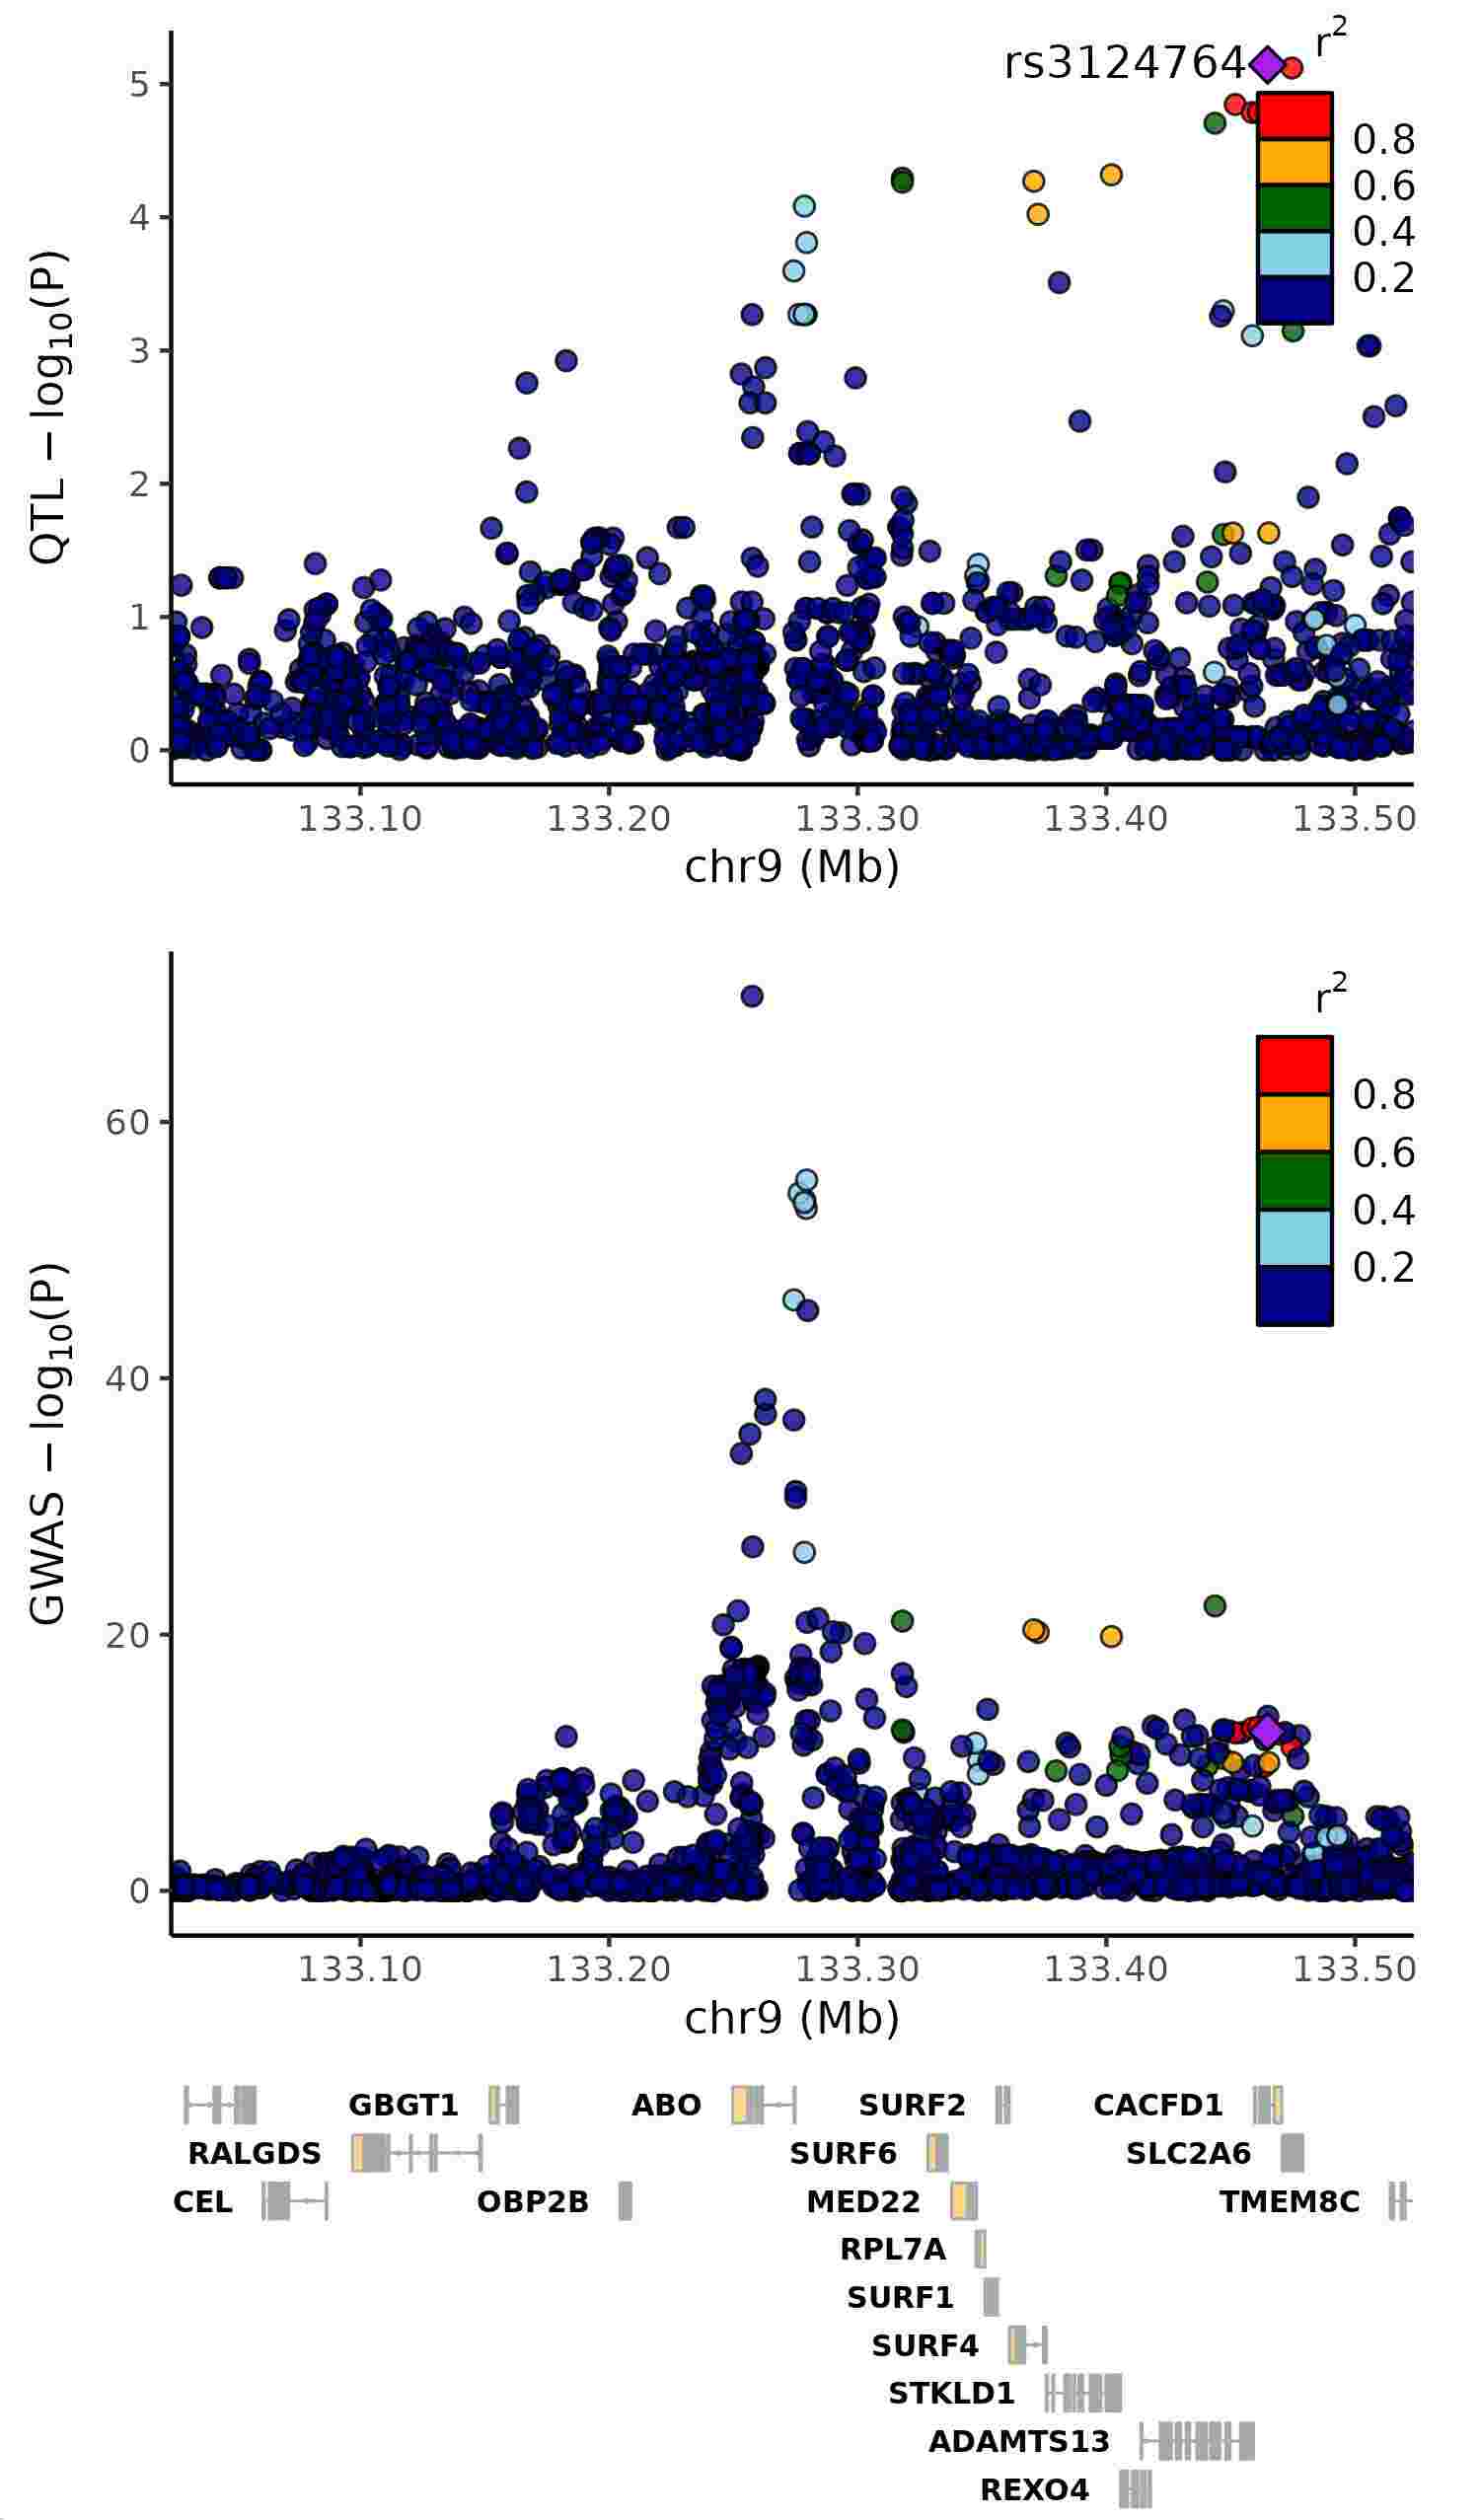 rs3124764
r2
0.8
0.6
0.4
0.2
5
4
3
2
1
0
QTL − log10(P)
133.10 133.20 133.30 133.40 133.50
chr9 (Mb)
r2
0.8
0.6
0.4
0.2
60
40
20
0
GWAS − log10(P)
133.10 133.20 133.30 133.40 133.50
chr9 (Mb)
GBGT1 ABO SURF2 CACFD1
RALGDS SURF6 SLC2A6
CEL OBP2B MED22 TMEM8C
RPL7A
SURF1
SURF4
STKLD1
ADAMTS13
REXO4